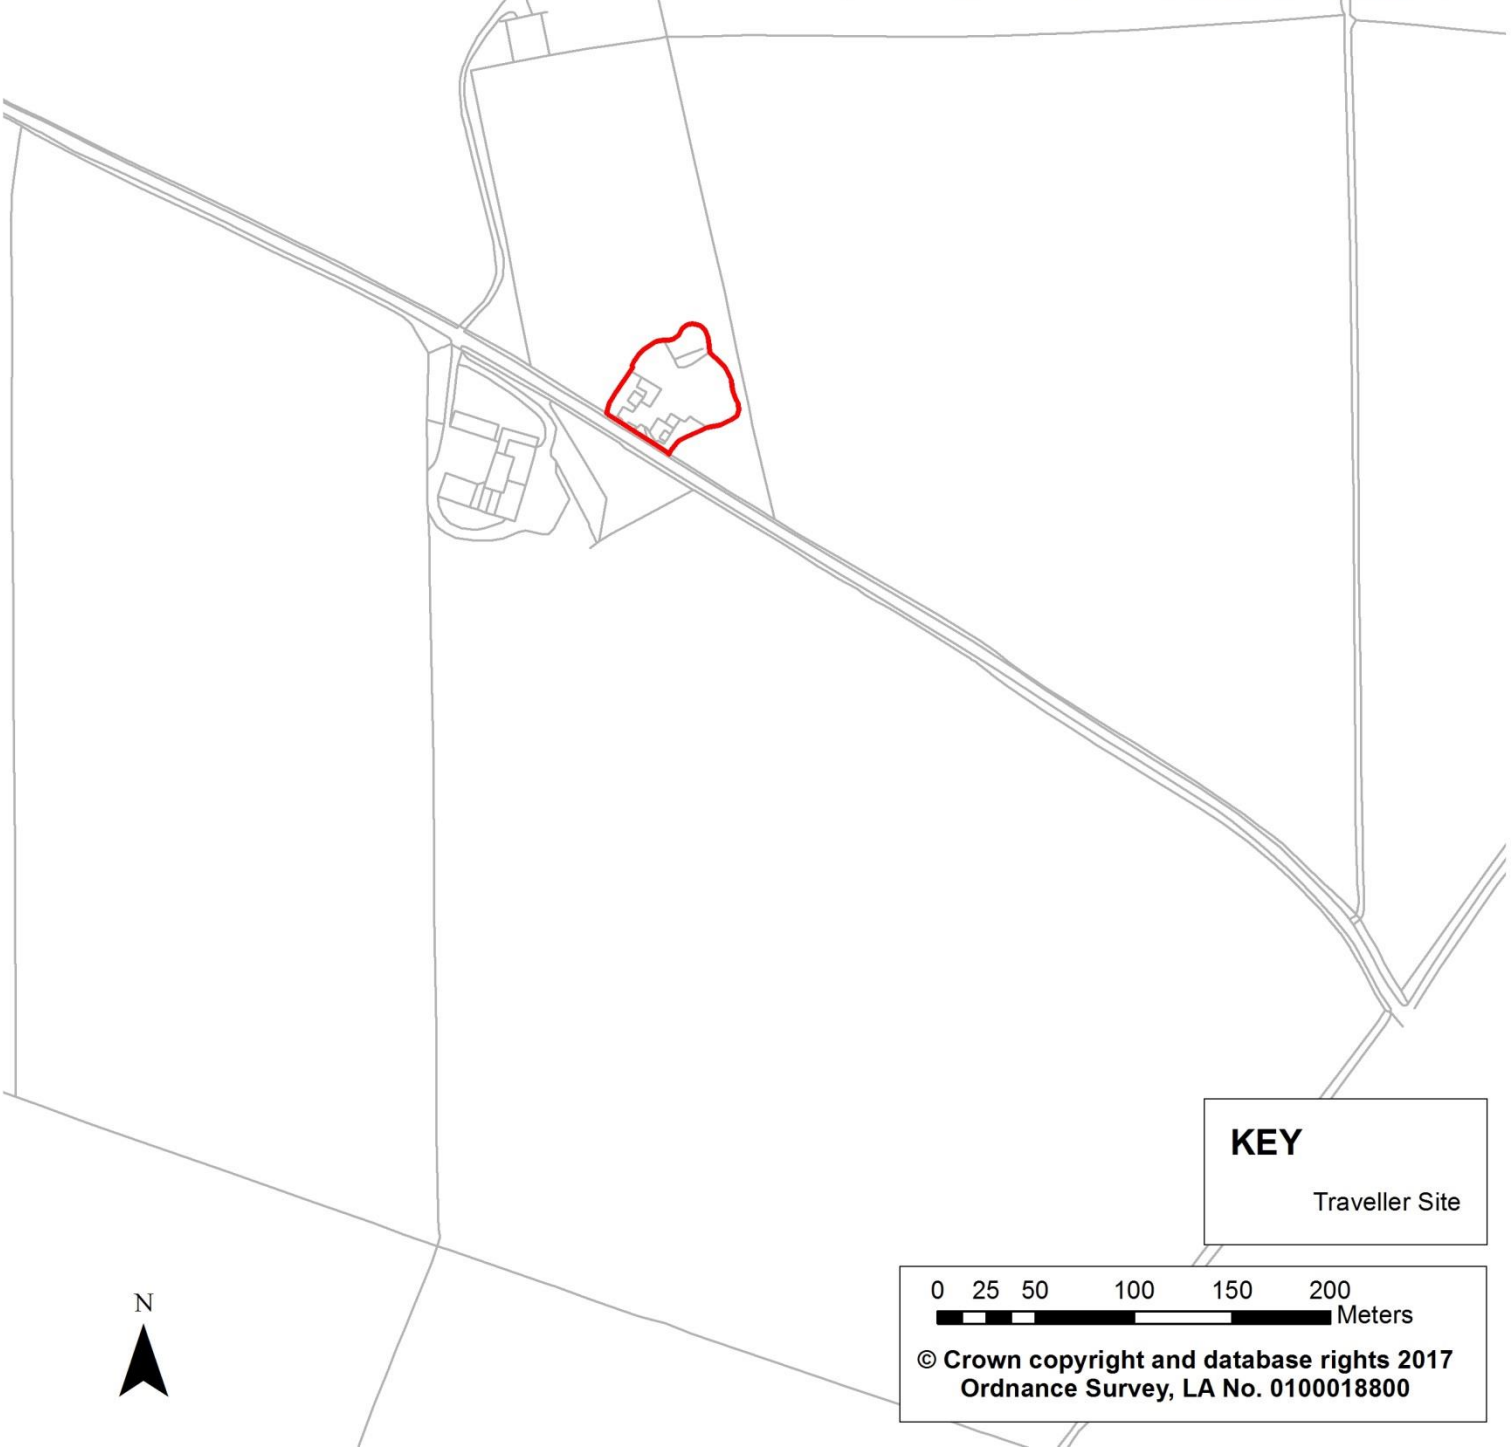 KEY
Traveller Site
N
0 25 50 100 150 200
Meters
© Crown copyright and database rights 2017
Ordnance Survey, LA No. 0100018800